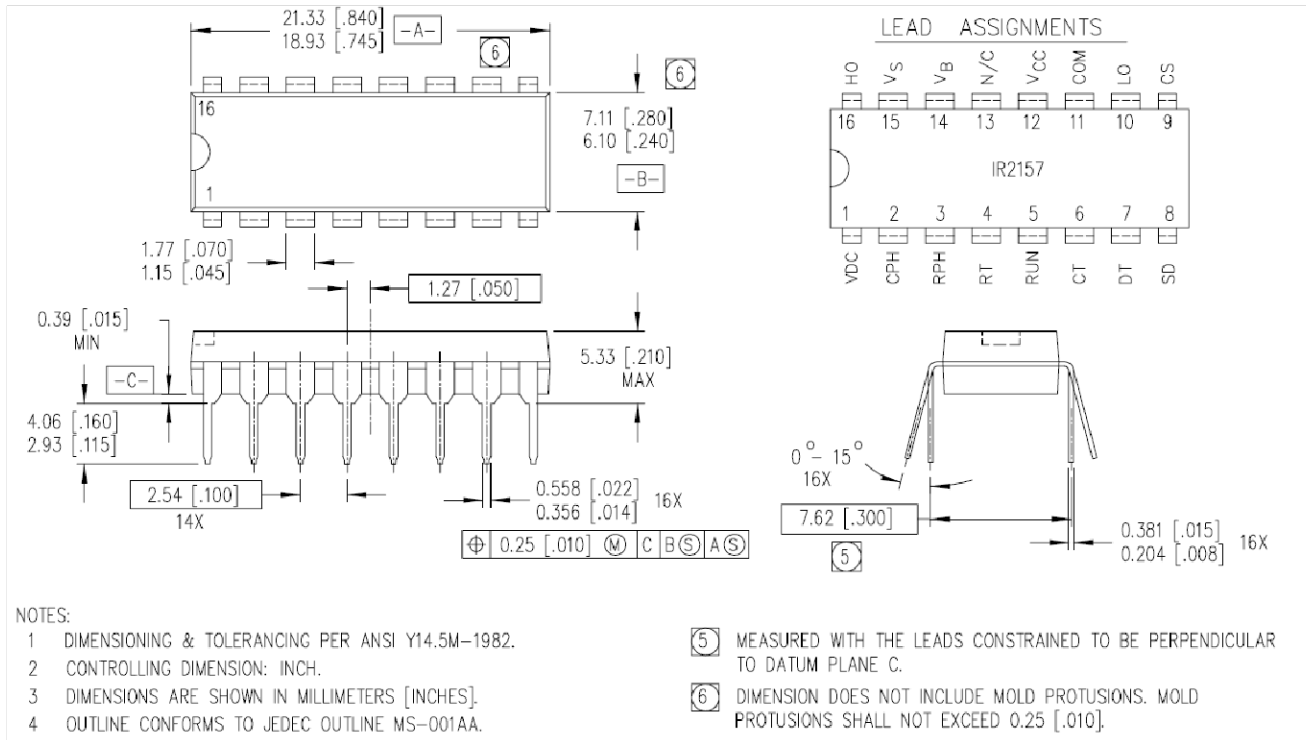 21.33 [.840]
18.93 [.745]
-A-
6
6
16
1
7.11 [.280]
6.10 [.240]
-B-
1.77 [.070]
1.15 [.045]
1.27 [.050]
0.39 [.015]
MIN
-C-
5.33 [.210]
MAX
4.06 [.160]
2.93 [.115]
2.54 [.100]
14X
0.558 [.022]
0.356 [.014]
16X
⌖ 0.25 [.010] Ⓜ C B Ⓢ A Ⓢ
LEAD ASSIGNMENTS
HO VS VB N/C VCC COM LO CS
16 15 14 13 12 11 10 9
IR2157
1 2 3 4 5 6 7 8
VDC CPH RPH RT RUN CT DT SD
0° – 15°
16X
7.62 [.300]
5
0.381 [.015]
0.204 [.008]
16X
NOTES:
1 DIMENSIONING & TOLERANCING PER ANSI Y14.5M-1982.
2 CONTROLLING DIMENSION: INCH.
3 DIMENSIONS ARE SHOWN IN MILLIMETERS [INCHES].
4 OUTLINE CONFORMS TO JEDEC OUTLINE MS-001AA.
5 MEASURED WITH THE LEADS CONSTRAINED TO BE PERPENDICULAR
TO DATUM PLANE C.
6 DIMENSION DOES NOT INCLUDE MOLD PROTUSIONS. MOLD
PROTUSIONS SHALL NOT EXCEED 0.25 [.010].